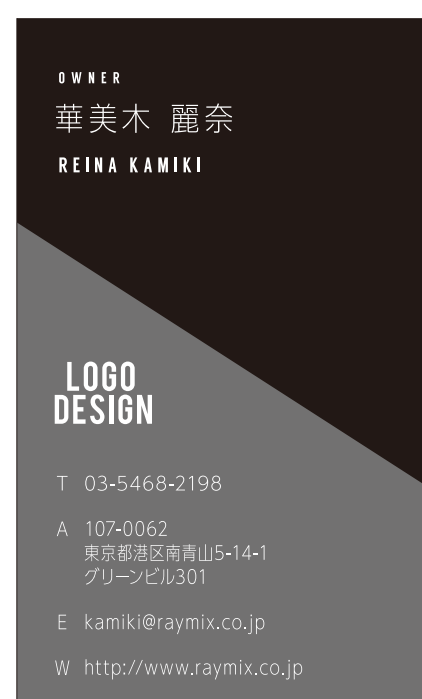 OWNER
華美木 麗奈
REINA KAMIKI
LOGO
DESIGN
T 03-5468-2198
A 107-0062
東京都港区南青山5-14-1
グリーンビル301
E kamiki@raymix.co.jp
W http://www.raymix.co.jp